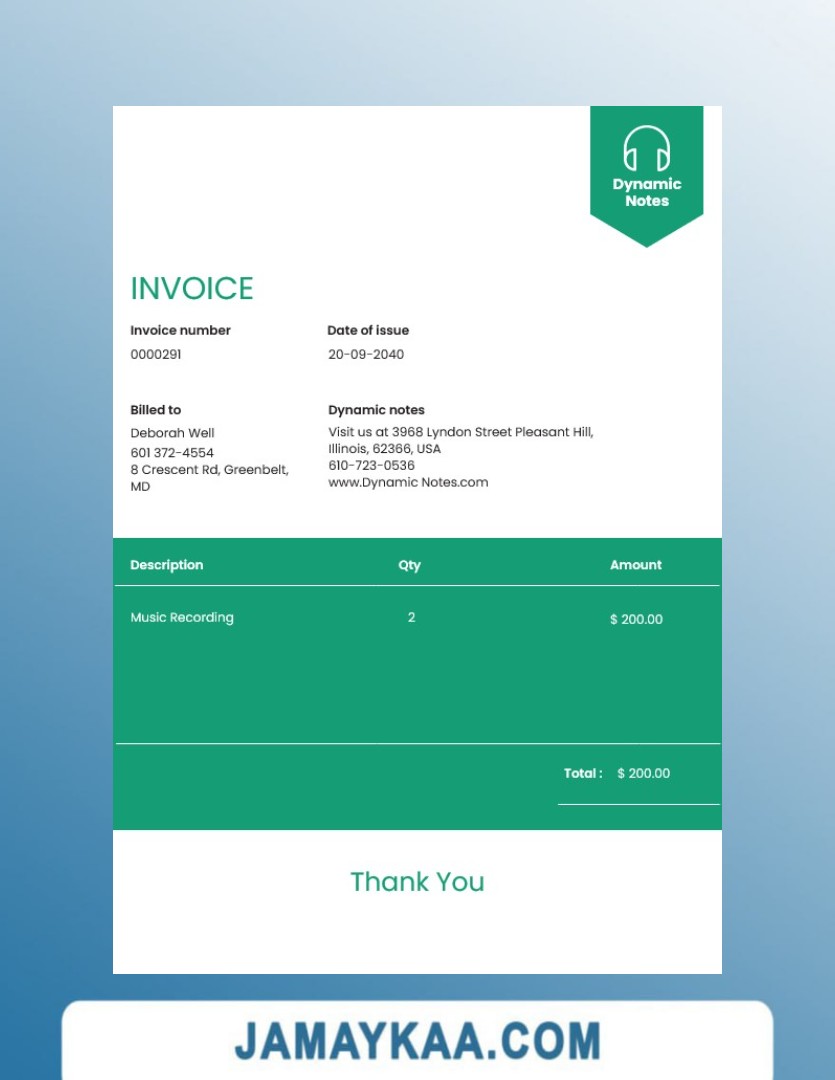 Dynamic
Notes
INVOICE
Invoice number
Date of issue
0000291
20-09-2040
Billed to
Dynamic notes
Deborah Well
Visit us at 3968 Lyndon Street Pleasant Hill,
601 372-4554
Illinois, 62366, USA
8 Crescent Rd, Greenbelt,
610-723-0536
MD
www.Dynamic Notes.com
Description Qty Amount
Music Recording 2 $ 200.00
Total : $ 200.00
Thank You
JAMAYKAA.COM